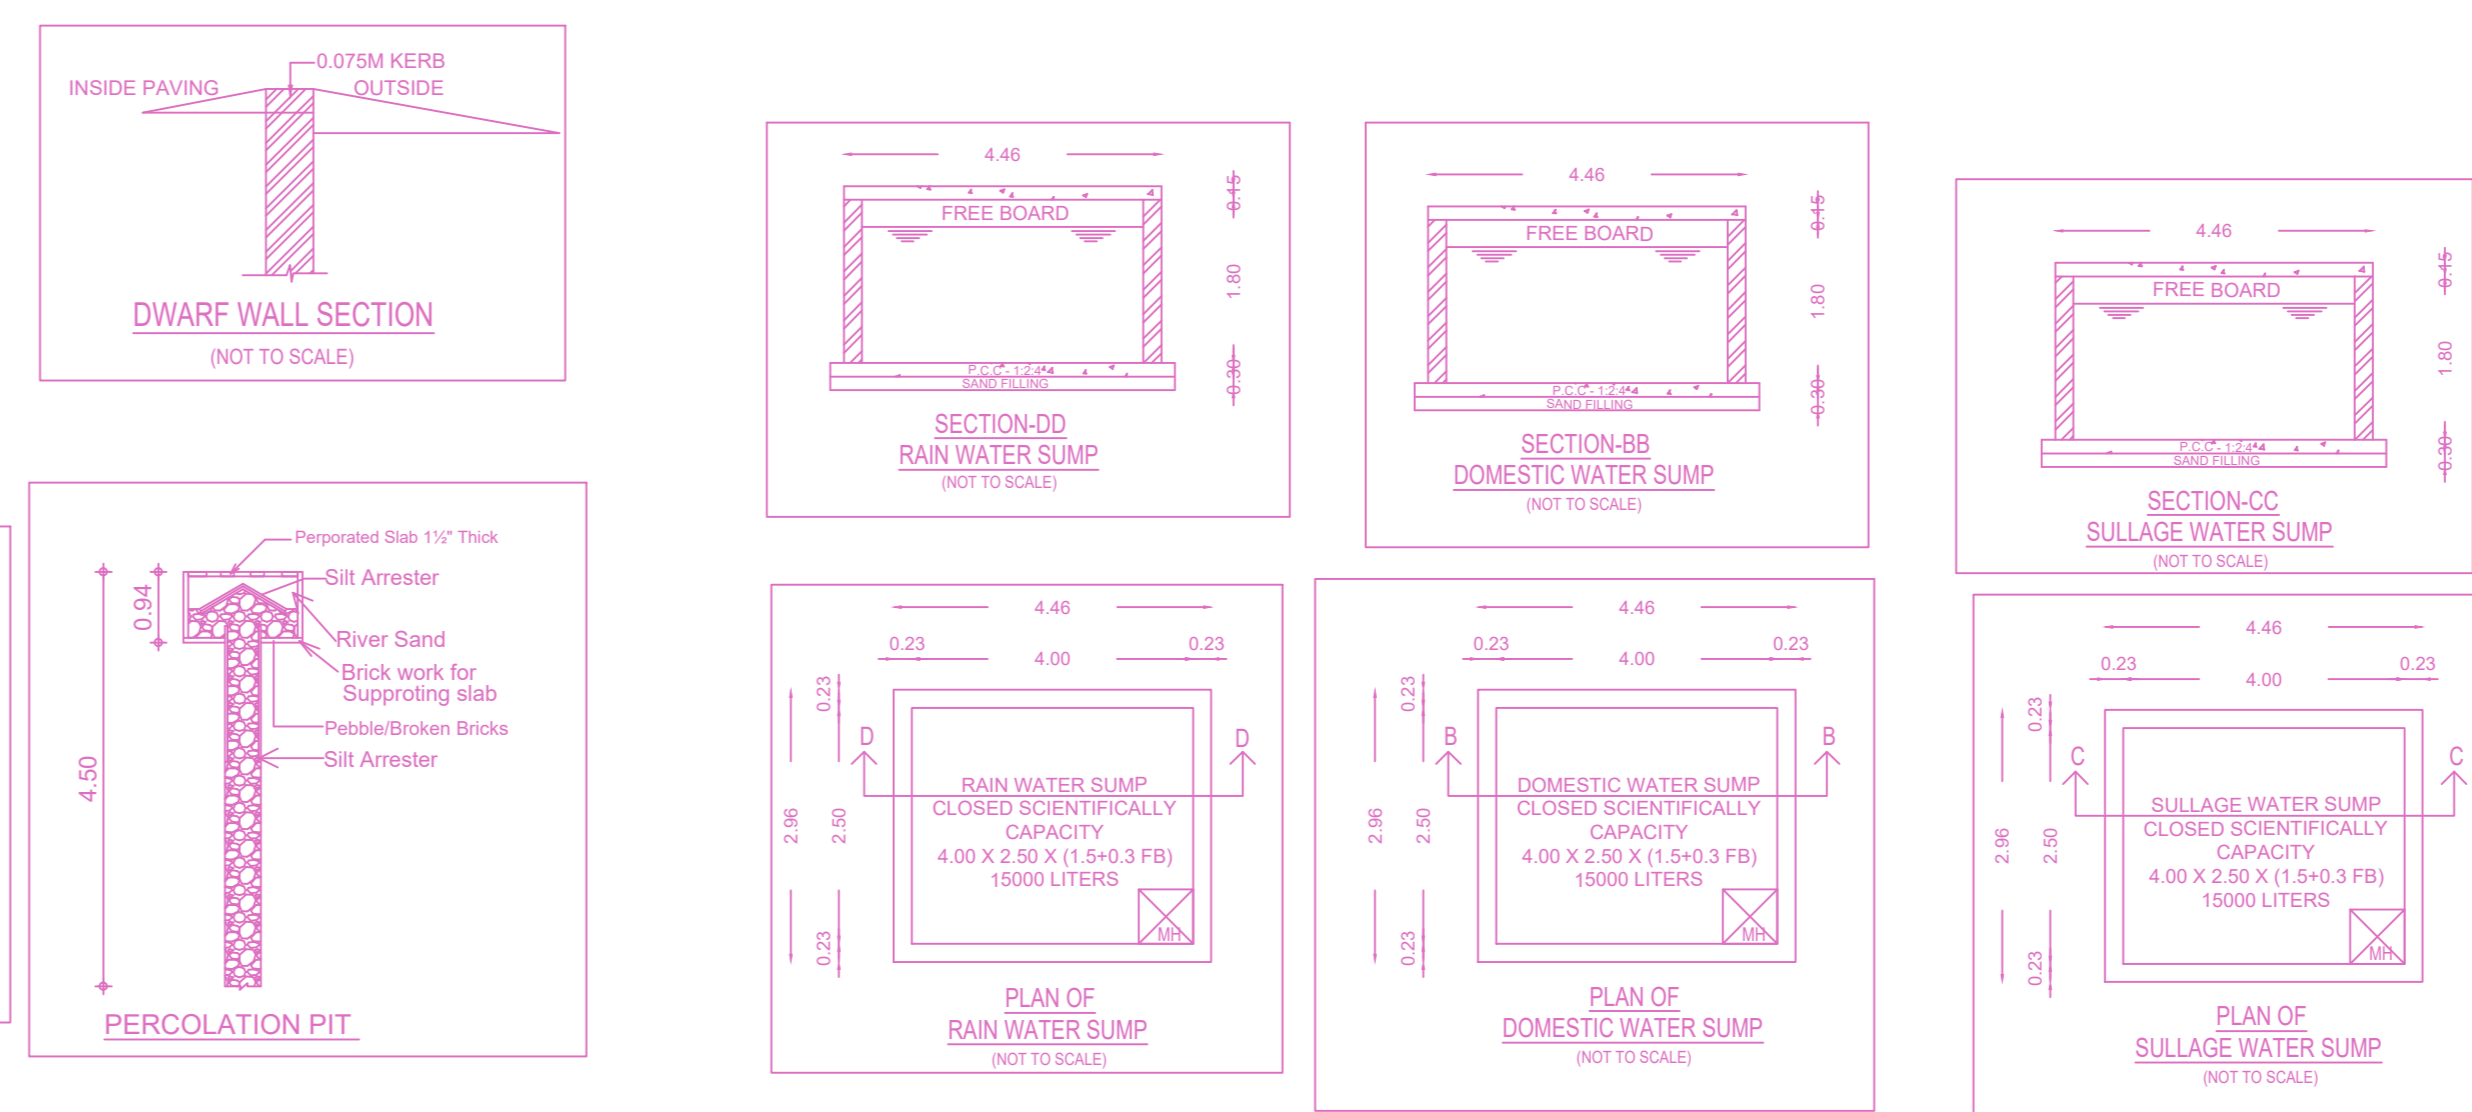 0.075M KERB
INSIDE PAVING
OUTSIDE
DWARF WALL SECTION
(NOT TO SCALE)
4.46
0.15
FREE BOARD
1.80
P.C.C - 1:2:4
SAND FILLING
0.30
SECTION-DD
RAIN WATER SUMP
(NOT TO SCALE)
4.46
0.15
FREE BOARD
1.80
P.C.C - 1:2:4
SAND FILLING
0.30
SECTION-BB
DOMESTIC WATER SUMP
(NOT TO SCALE)
4.46
0.15
FREE BOARD
1.80
P.C.C - 1:2:4
SAND FILLING
0.30
SECTION-CC
SULLAGE WATER SUMP
(NOT TO SCALE)
Perporated Slab 1½" Thick
Silt Arrester
0.94
River Sand
Brick work for
Supproting slab
Pebble/Broken Bricks
Silt Arrester
4.50
PERCOLATION PIT
4.46
0.23
4.00
0.23
0.23
D
D
2.96
2.50
RAIN WATER SUMP
CLOSED SCIENTIFICALLY
CAPACITY
4.00 X 2.50 X (1.5+0.3 FB)
15000 LITERS
MH
0.23
PLAN OF
RAIN WATER SUMP
(NOT TO SCALE)
4.46
0.23
4.00
0.23
0.23
B
B
2.96
2.50
DOMESTIC WATER SUMP
CLOSED SCIENTIFICALLY
CAPACITY
4.00 X 2.50 X (1.5+0.3 FB)
15000 LITERS
MH
0.23
PLAN OF
DOMESTIC WATER SUMP
(NOT TO SCALE)
4.46
0.23
4.00
0.23
0.23
C
C
2.96
2.50
SULLAGE WATER SUMP
CLOSED SCIENTIFICALLY
CAPACITY
4.00 X 2.50 X (1.5+0.3 FB)
15000 LITERS
MH
0.23
PLAN OF
SULLAGE WATER SUMP
(NOT TO SCALE)